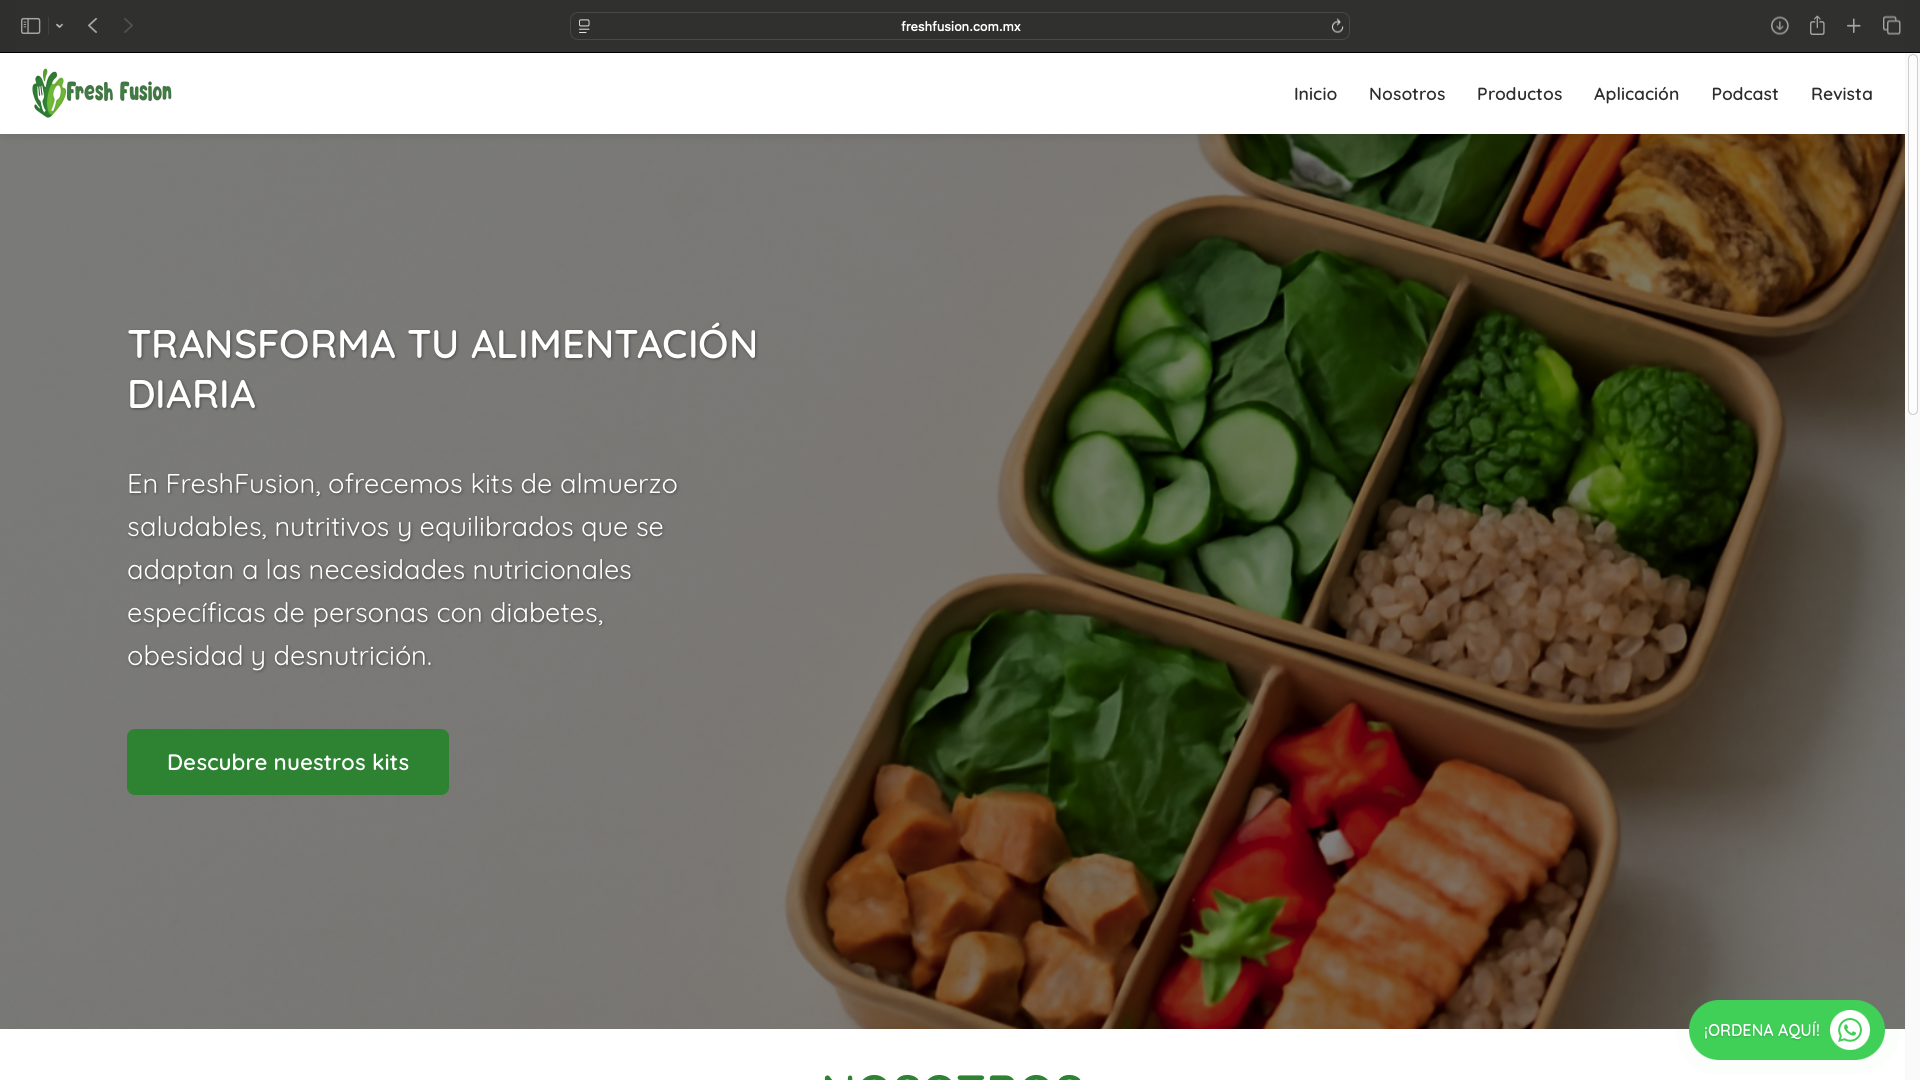 freshfusion.com.mx
Fresh Fusion
Inicio Nosotros Productos Aplicación Podcast Revista
TRANSFORMA TU ALIMENTACIÓN
DIARIA
En FreshFusion, ofrecemos kits de almuerzo
saludables, nutritivos y equilibrados que se
adaptan a las necesidades nutricionales
específicas de personas con diabetes,
obesidad y desnutrición.
Descubre nuestros kits
¡ORDENA AQUÍ!
NOSOTROS